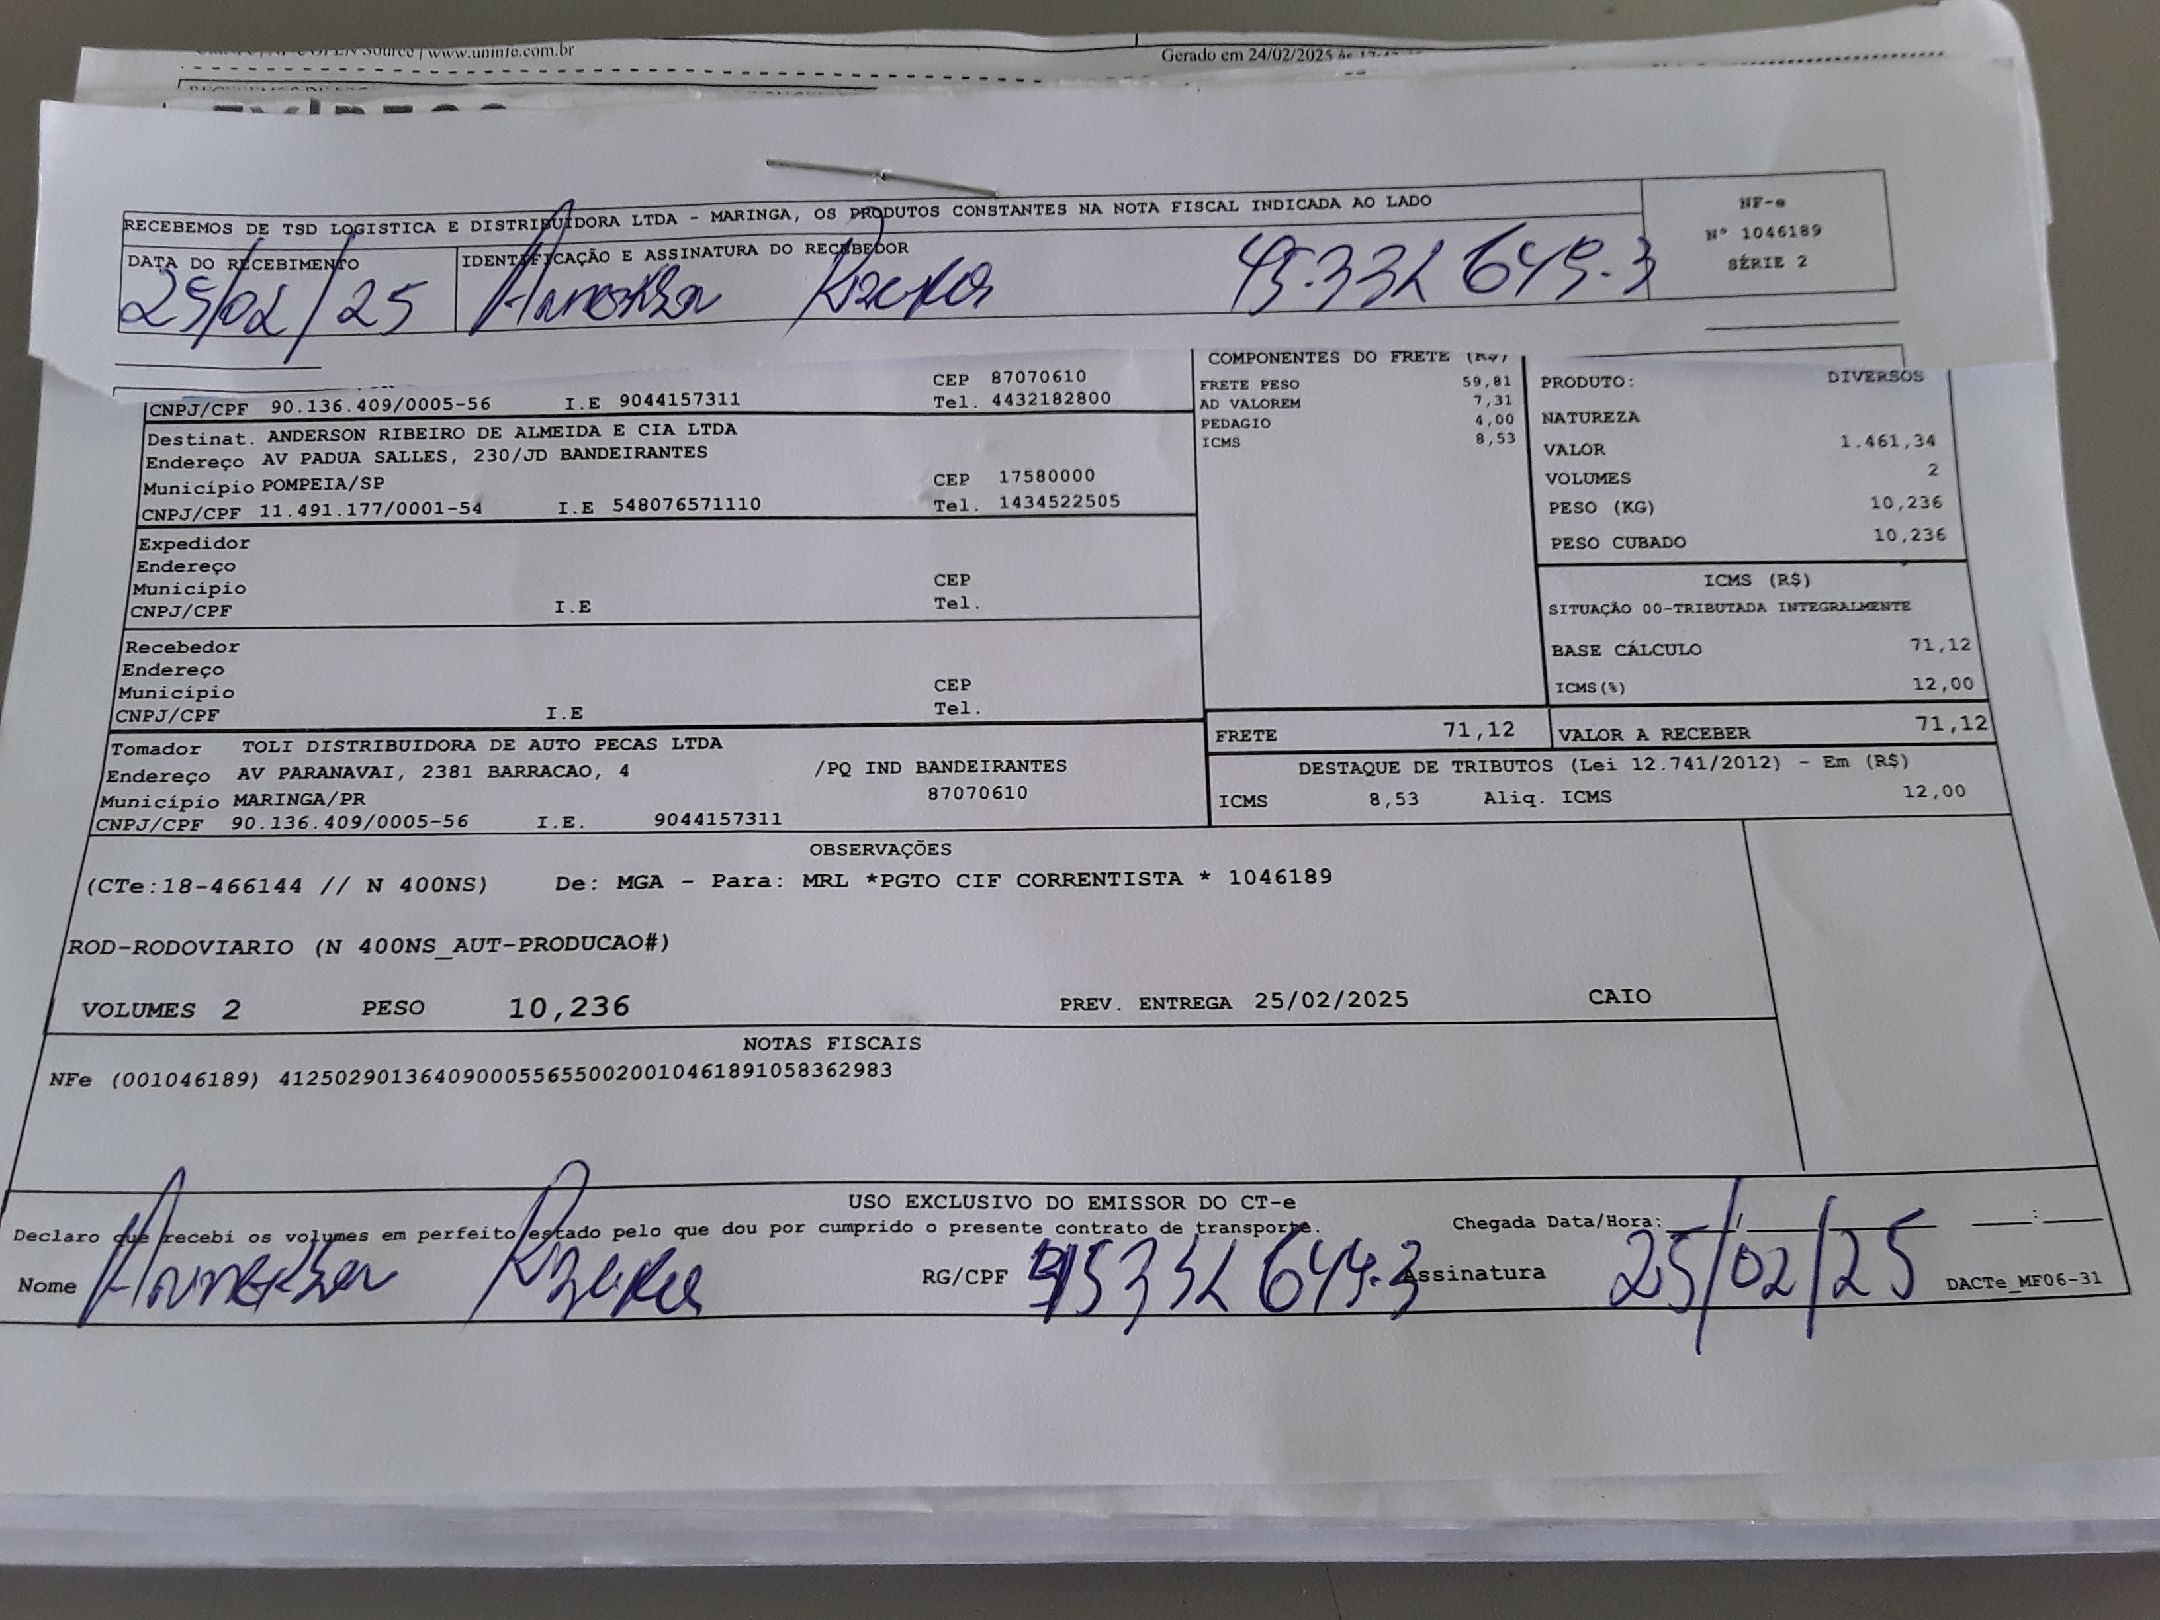 Source | www.uninfe.com.br
Gerado em 24/02/2025 às
RECEBEMOS DE TSD LOGISTICA E DISTRIBUIDORA LTDA - MARINGA, OS PRODUTOS CONSTANTES NA NOTA FISCAL INDICADA AO LADO
NF-e
Nº 1046189
SÉRIE 2
DATA DO RECEBIMENTO
25/02/25
IDENTIFICAÇÃO E ASSINATURA DO RECEBEDOR
CEP 87070610
CNPJ/CPF 90.136.409/0005-56 I.E 9044157311 Tel. 4432182800
Destinat. ANDERSON RIBEIRO DE ALMEIDA E CIA LTDA
Endereço AV PADUA SALLES, 230/JD BANDEIRANTES
Município POMPEIA/SP CEP 17580000
CNPJ/CPF 11.491.177/0001-54 I.E 548076571110 Tel. 1434522505
Expedidor
Endereço
Município CEP
CNPJ/CPF I.E Tel.
Recebedor
Endereço
Município CEP
CNPJ/CPF I.E Tel.
Tomador TOLI DISTRIBUIDORA DE AUTO PECAS LTDA
Endereço AV PARANAVAI, 2381 BARRACAO, 4 /PQ IND BANDEIRANTES
Município MARINGA/PR 87070610
CNPJ/CPF 90.136.409/0005-56 I.E. 9044157311
COMPONENTES DO FRETE (R$)
FRETE PESO 59,81
AD VALOREM 7,31
PEDAGIO 4,00
ICMS 8,53
PRODUTO: DIVERSOS
NATUREZA
VALOR 1.461,34
VOLUMES 2
PESO (KG) 10,236
PESO CUBADO 10,236
ICMS (R$)
SITUAÇÃO 00-TRIBUTADA INTEGRALMENTE
BASE CÁLCULO 71,12
ICMS(%) 12,00
FRETE 71,12 VALOR A RECEBER 71,12
DESTAQUE DE TRIBUTOS (Lei 12.741/2012) - Em (R$)
ICMS 8,53 Aliq. ICMS 12,00
OBSERVAÇÕES
(CTe:18-466144 // N 400NS) De: MGA - Para: MRL *PGTO CIF CORRENTISTA * 1046189
ROD-RODOVIARIO (N 400NS_AUT-PRODUCAO#)
VOLUMES 2 PESO 10,236 PREV. ENTREGA 25/02/2025 CAIO
NOTAS FISCAIS
NFe (001046189) 41250290136409000556550020010461891058362983
USO EXCLUSIVO DO EMISSOR DO CT-e
Declaro que recebi os volumes em perfeito estado pelo que dou por cumprido o presente contrato de transporte. Chegada Data/Hora: / :
Nome RG/CPF Assinatura 25/02/25 DACTe_MF06-31